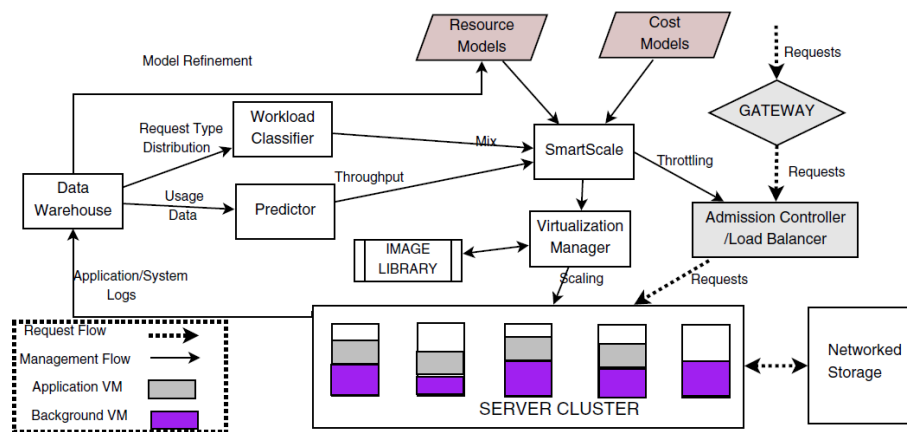 Resource
Models
Cost
Models
Requests
Model Refinement
GATEWAY
Workload
Classifier
Request Type
Distribution
Mix
SmartScale
Throttling
Requests
Data
Warehouse
Usage
Data
Predictor
Throughput
Virtualization
Manager
Admission Controller
/Load Balancer
IMAGE
LIBRARY
Application/System
Logs
Scaling
Requests
Request Flow
Management Flow
Application VM
Background VM
SERVER CLUSTER
Networked
Storage